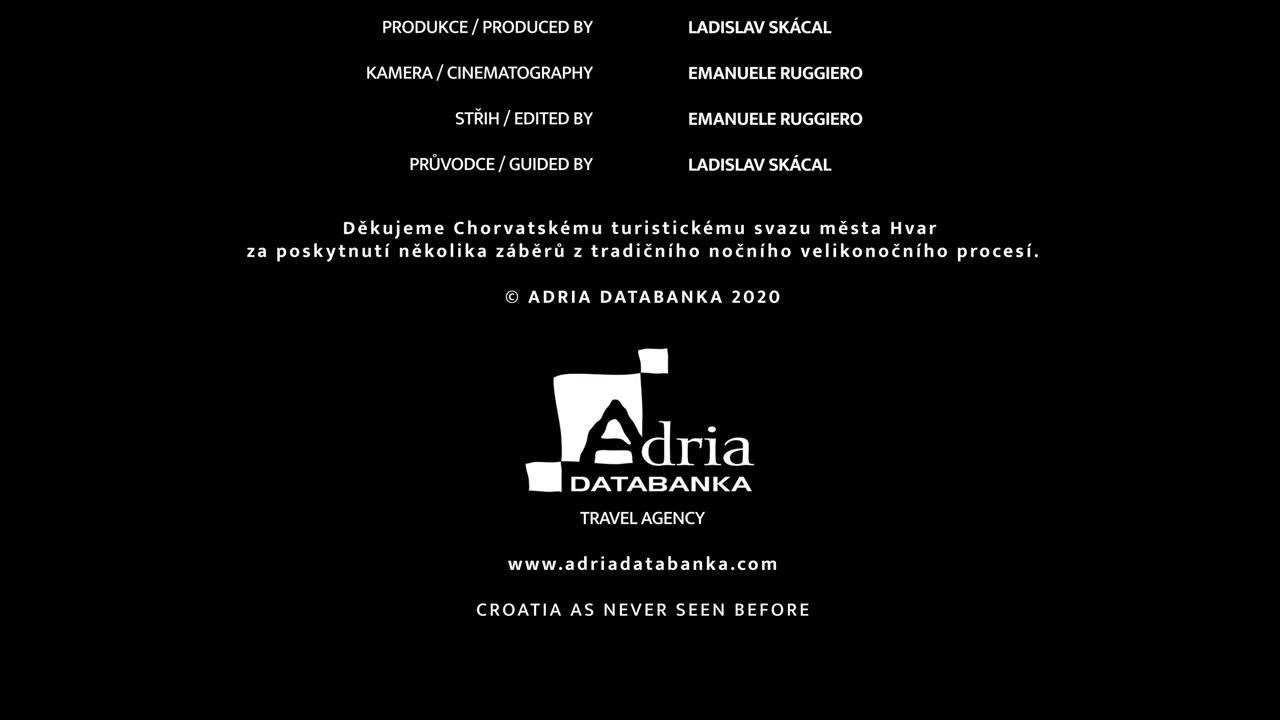 PRODUKCE / PRODUCED BY LADISLAV SKÁCAL
KAMERA / CINEMATOGRAPHY EMANUELE RUGGIERO
STŘIH / EDITED BY EMANUELE RUGGIERO
PRŮVODCE / GUIDED BY LADISLAV SKÁCAL
Děkujeme Chorvatskému turistickému svazu města Hvar
za poskytnutí několika záběrů z tradičního nočního velikonočního procesí.
© ADRIA DATABANKA 2020
Adria
DATABANKA
TRAVEL AGENCY
www.adriadatabanka.com
CROATIA AS NEVER SEEN BEFORE